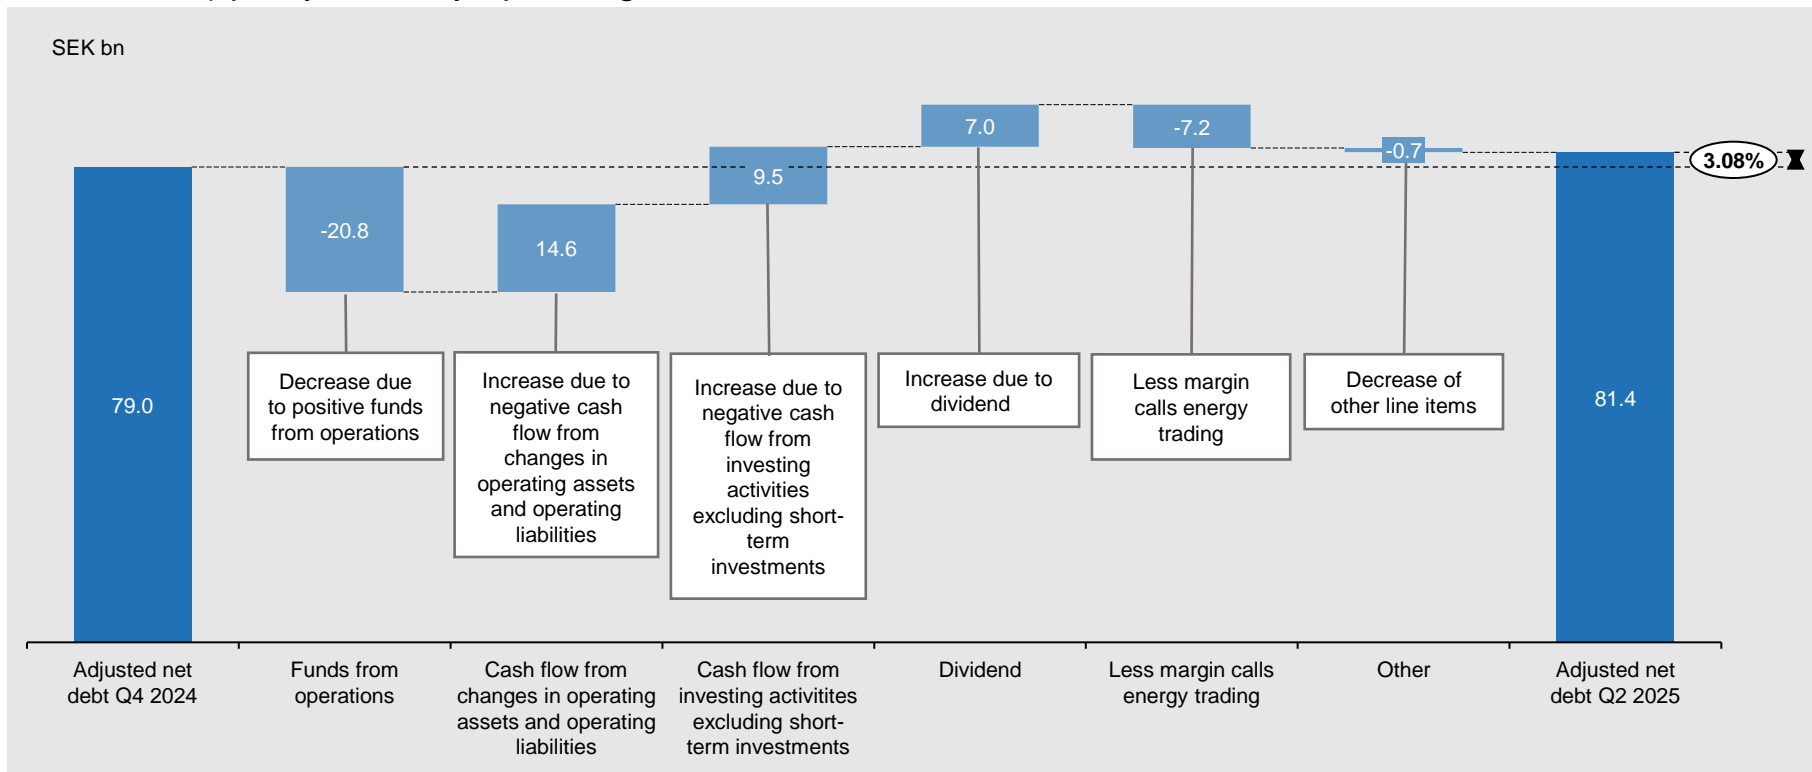 SEK bn
79.0
-20.8
14.6
9.5
7.0
-7.2
-0.7
81.4
3.08%
Decrease due
to positive funds
from operations
Increase due to
negative cash
flow from
changes in
operating assets
and operating
liabilities
Increase due to
negative cash
flow from
investing
activities
excluding short-
term
investments
Increase due to
dividend
Less margin
calls energy
trading
Decrease of
other line items
Adjusted net
debt Q4 2024
Funds from
operations
Cash flow from
changes in operating
assets and operating
liabilities
Cash flow from
investing activitites
excluding short-
term investments
Dividend
Less margin calls
energy trading
Other
Adjusted net
debt Q2 2025